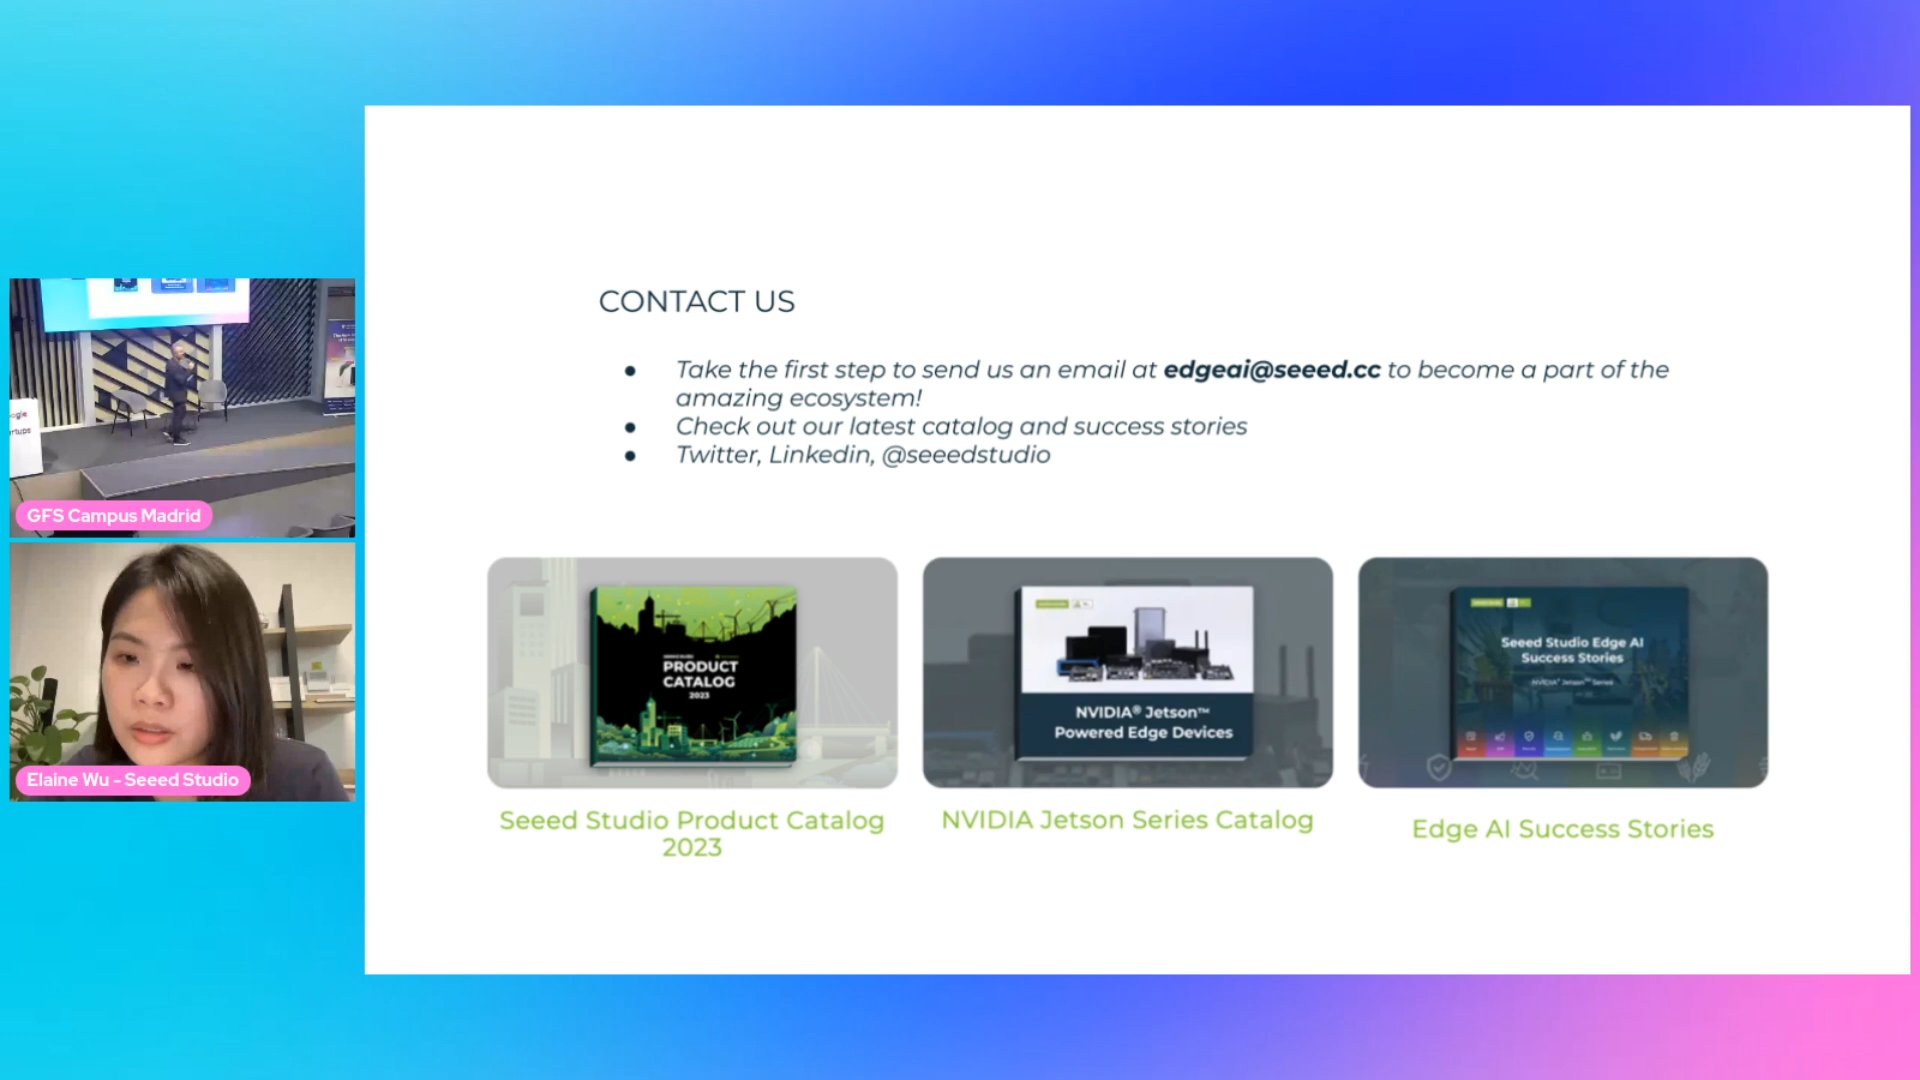 CONTACT US
● Take the first step to send us an email at edgeai@seeed.cc to become a part of the
amazing ecosystem!
● Check out our latest catalog and success stories
● Twitter, Linkedin, @seeedstudio
GFS Campus Madrid
Elaine Wu - Seeed Studio
PRODUCT
CATALOG
2023
NVIDIA® Jetson™
Powered Edge Devices
Seeed Studio Edge AI
Success Stories
NVIDIA® Jetson™ Series
Seeed Studio Product Catalog
2023
NVIDIA Jetson Series Catalog
Edge AI Success Stories